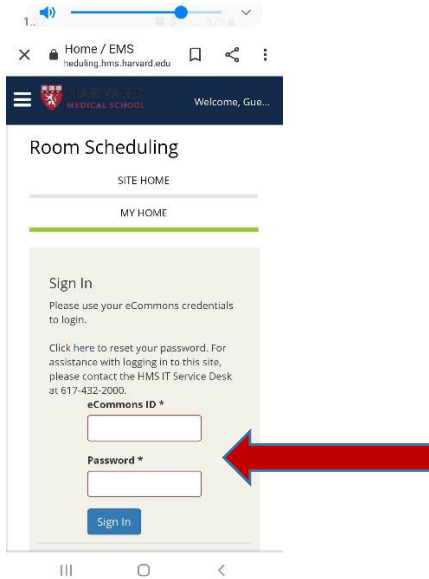 Home / EMS
heduling.hms.harvard.edu
HARVARD
MEDICAL SCHOOL
Welcome, Gue...
Room Scheduling
SITE HOME
MY HOME
Sign In
Please use your eCommons credentials
to login.
Click here to reset your password. For
assistance with logging in to this site,
please contact the HMS IT Service Desk
at 617-432-2000.
eCommons ID *
Password *
Sign In